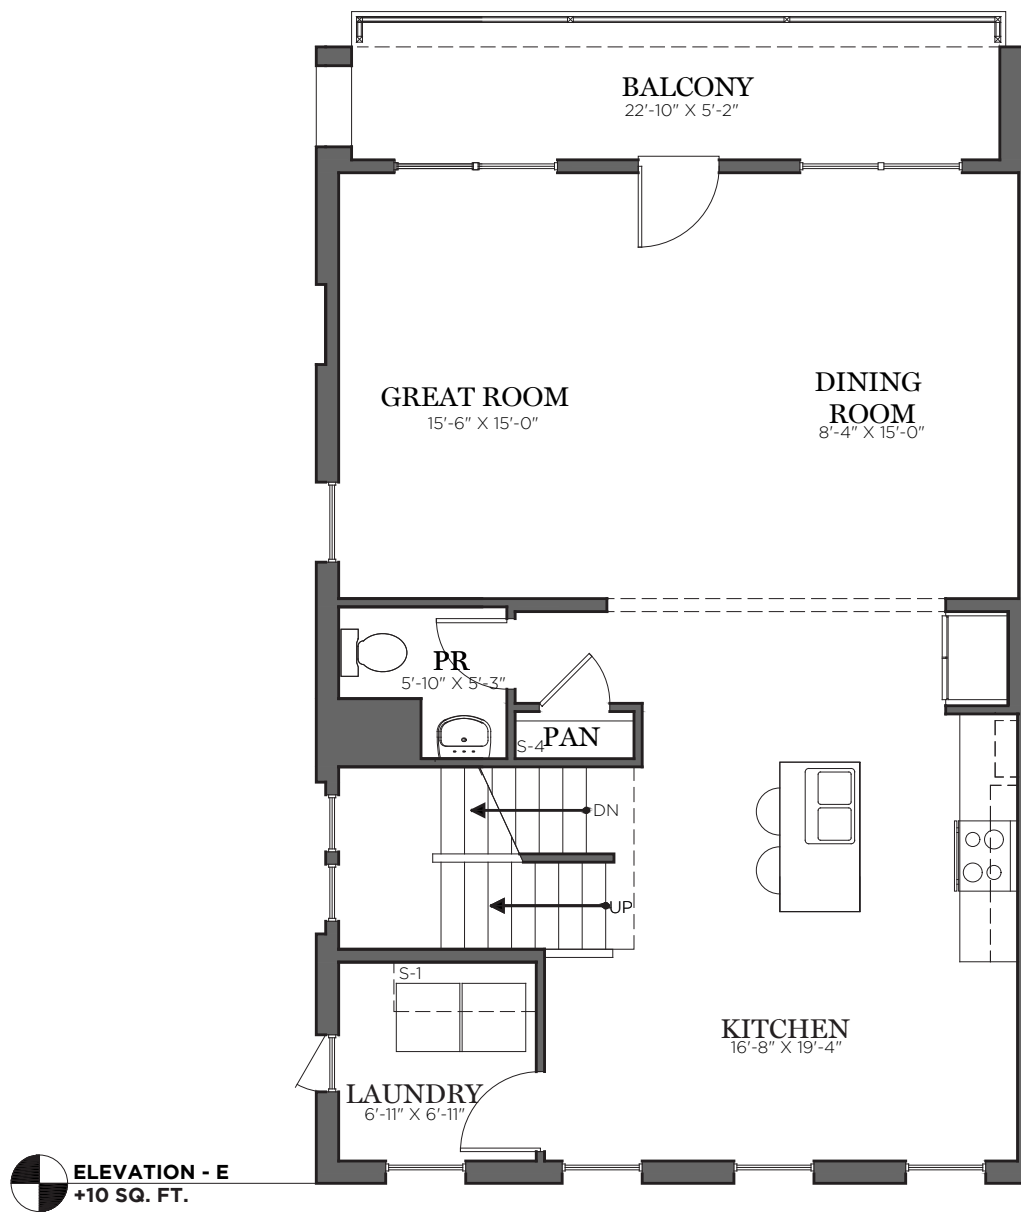 BALCONY
22'-10" X 5'-2"
GREAT ROOM
15'-6" X 15'-0"
DINING
ROOM
8'-4" X 15'-0"
PR
5'-10" X 5'-3"
S-4
PAN
DN
UP
S-1
KITCHEN
16'-8" X 19'-4"
LAUNDRY
6'-11" X 6'-11"
ELEVATION - E
+10 SQ. FT.